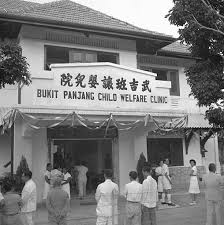 武吉班讓嬰兒院
BUKIT PANJANG CHILD WELFARE CLINIC